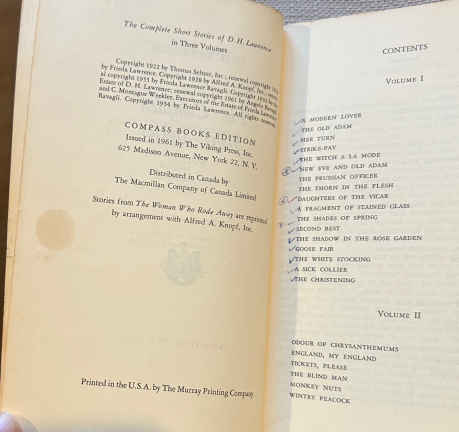 The Complete Short Stories of D. H. Lawrence
in Three Volumes
Copyright 1922 by Thomas Seltzer, Inc.; renewal copyright
by Frieda Lawrence. Copyright 1928 by Alfred A. Knopf, Inc.;
al copyright 1955 by Frieda Lawrence Ravagli. Copyright 1933 by the
Estate of D. H. Lawrence; renewal copyright 1961 by Angelo Ravagli
and C. Montague Weekley, Executors of the Estate of Frieda Lawrence
Ravagli. Copyright 1934 by Frieda Lawrence. All rights reserved
COMPASS BOOKS EDITION
Issued in 1961 by The Viking Press, Inc.
625 Madison Avenue, New York 22, N. Y.
Distributed in Canada by
The Macmillan Company of Canada Limited
Stories from The Woman Who Rode Away are reprinted
by arrangement with Alfred A. Knopf, Inc.
Printed in the U.S.A. by The Murray Printing Company
CONTENTS
VOLUME I
A MODERN LOVER
THE OLD ADAM
HER TURN
STRIKE-PAY
THE WITCH A LA MODE
NEW EVE AND OLD ADAM
THE PRUSSIAN OFFICER
THE THORN IN THE FLESH
DAUGHTERS OF THE VICAR
A FRAGMENT OF STAINED GLASS
THE SHADES OF SPRING
SECOND BEST
THE SHADOW IN THE ROSE GARDEN
GOOSE FAIR
THE WHITE STOCKING
A SICK COLLIER
THE CHRISTENING
VOLUME II
ODOUR OF CHRYSANTHEMUMS
ENGLAND, MY ENGLAND
TICKETS, PLEASE
THE BLIND MAN
MONKEY NUTS
WINTRY PEACOCK